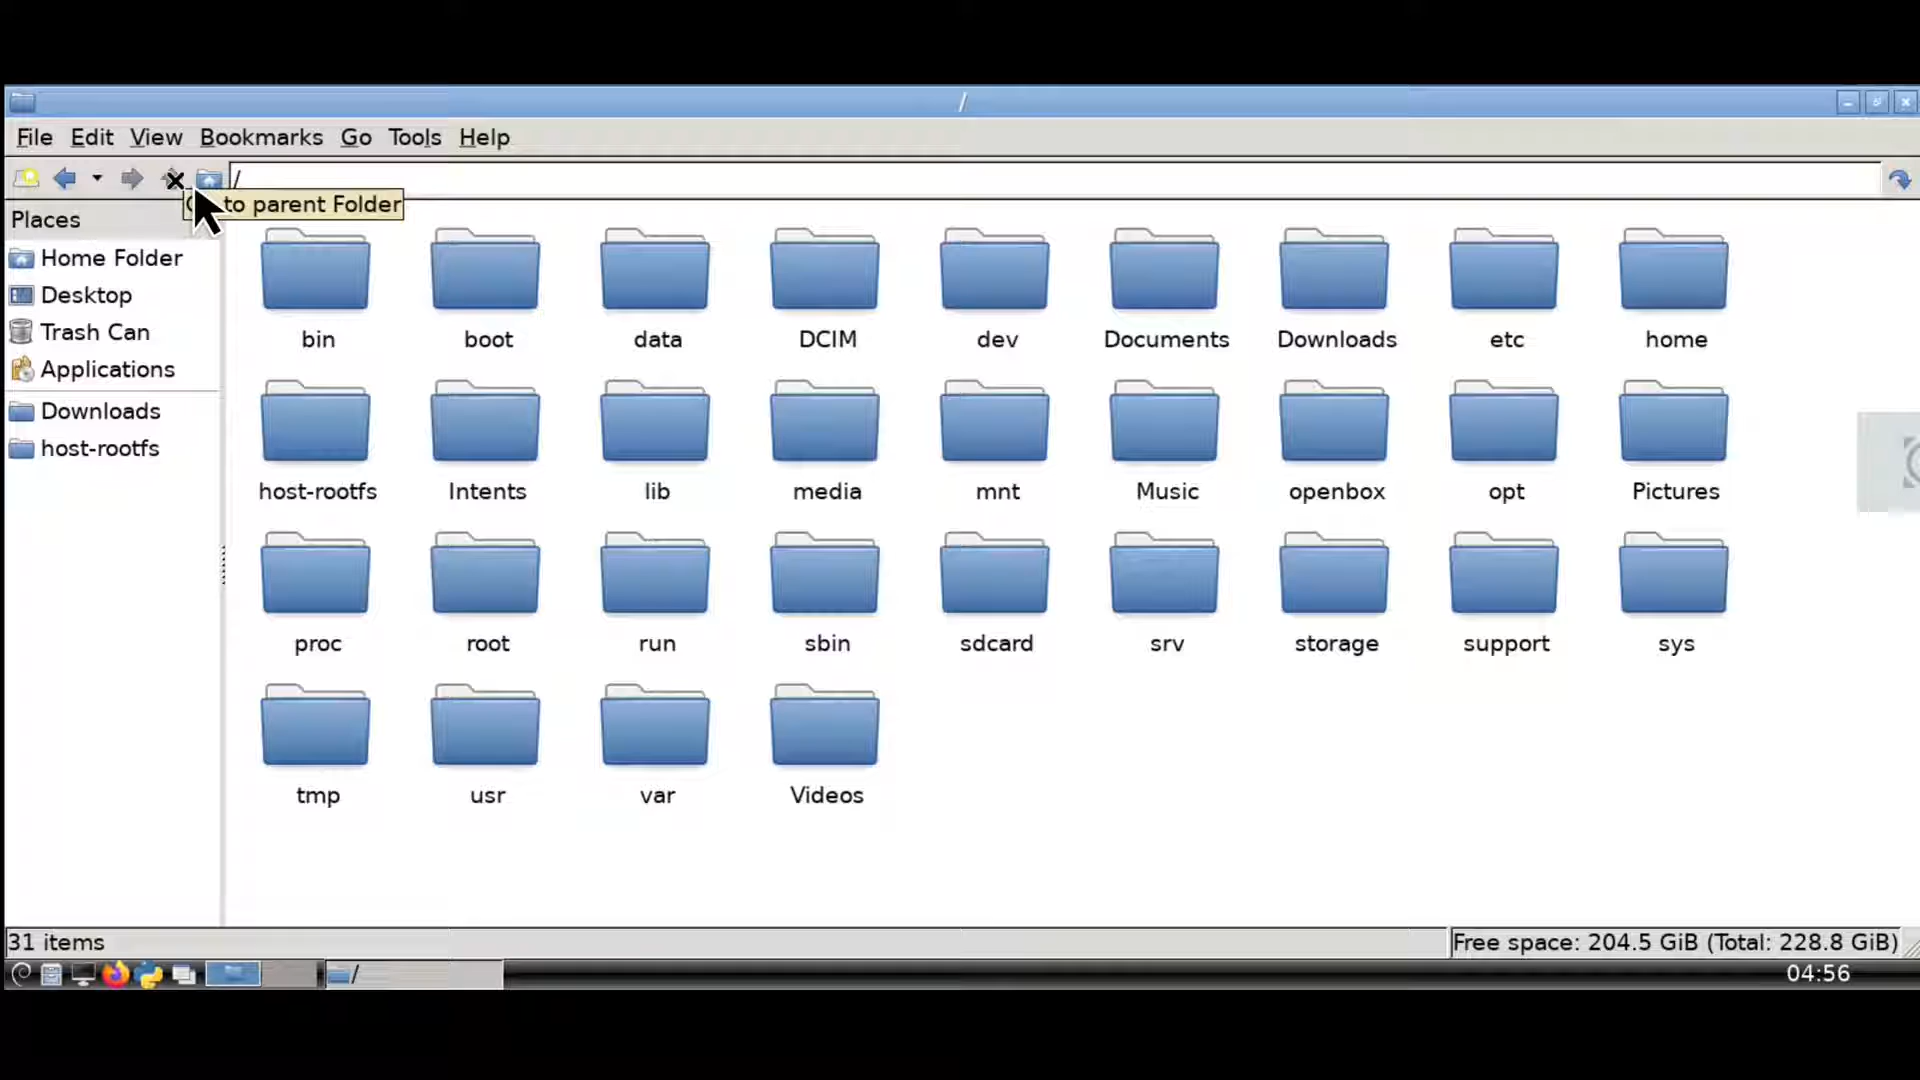 /
File Edit View Bookmarks Go Tools Help
/
to parent Folder
Places
Home Folder
Desktop
Trash Can
Applications
Downloads
host-rootfs
bin boot data DCIM dev Documents Downloads etc home
host-rootfs Intents lib media mnt Music openbox opt Pictures
proc root run sbin sdcard srv storage support sys
tmp usr var Videos
31 items Free space: 204.5 GiB (Total: 228.8 GiB)
/ 04:56